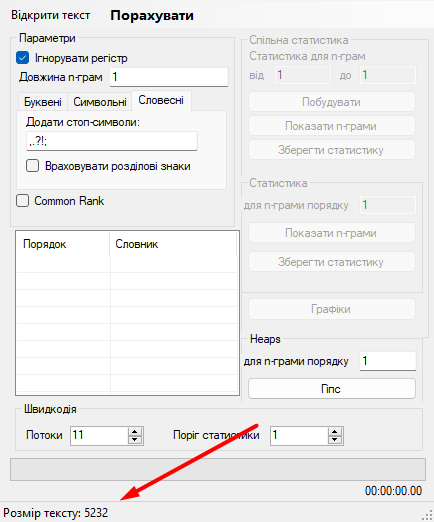 Відкрити текст Порахувати
Параметри
Ігнорувати регістр
Довжина n-грам 1
Буквені Символьні Словесні
Додати стоп-символи:
,.?!;
Враховувати розділові знаки
Common Rank
Порядок Словник
Спільна статистика
Статистика для n-грам
від 1 до 1
Побудувати
Показати n-грами
Зберегти статистику
Статистика
для n-грами порядку 1
Показати n-грами
Зберегти статистику
Графіки
Heaps
для n-грами порядку 1
Гіпс
Швидкодія
Потоки 11 Поріг статистики 1
00:00:00.00
Розмір тексту: 5232